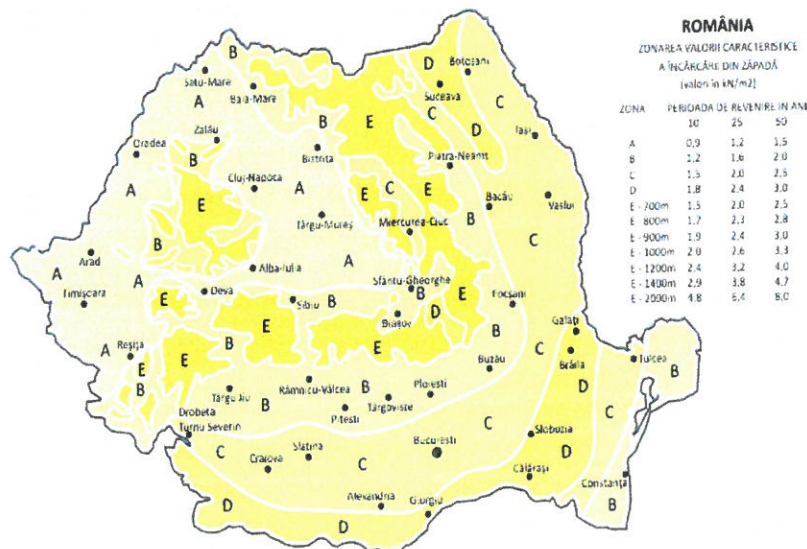 ROMÂNIA
ZONAREA VALORII CARACTERISTICE
A ÎNCĂRCĂRE DIN ZĂPADĂ
(valori în kN/m2)
ZONA PERIOADA DE REVENIRE IN ANI
10 25 50
A 0,9 1,2 1,5
B 1,2 1,6 2,0
C 1,5 2,0 2,5
D 1,8 2,4 3,0
E - 700m 1,5 2,0 2,5
E - 800m 1,7 2,3 2,8
E - 900m 1,9 2,4 3,0
E - 1000m 2,0 2,6 3,3
E - 1200m 2,4 3,2 4,0
E - 1400m 2,9 3,8 4,7
E - 2000m 4,8 6,4 8,0
B
D
Botoșani
Satu-Mare
Baia-Mare
Suceava
A
E
C
C
B
D
Zalău
Iași
Oradea
B
Bistrița
Piatra-Neamț
Cluj-Napoca
A
E
C
E
A
E
Bacău
Vaslui
Târgu-Mureș
Miercurea-Ciuc
B
B
C
Arad
Alba-Iulia
A
E
A
A
Deva
Sfântu-Gheorghe
Timișoara
E
Sibiu
B
B
E
Focșani
D
Brașov
E
Galați
Reșița
A
E
E
B
E
B
C
Brăila
Tulcea
B
Buzău
B
D
Târgu Jiu
Râmnicu-Vâlcea
B
Ploiești
B
Târgoviște
C
Drobeta
Pitești
Turnu Severin
București
C
Slobozia
Slatina
C
C
D
Craiova
Călărași
Constanța
Alexandria
Giurgiu
D
D
B